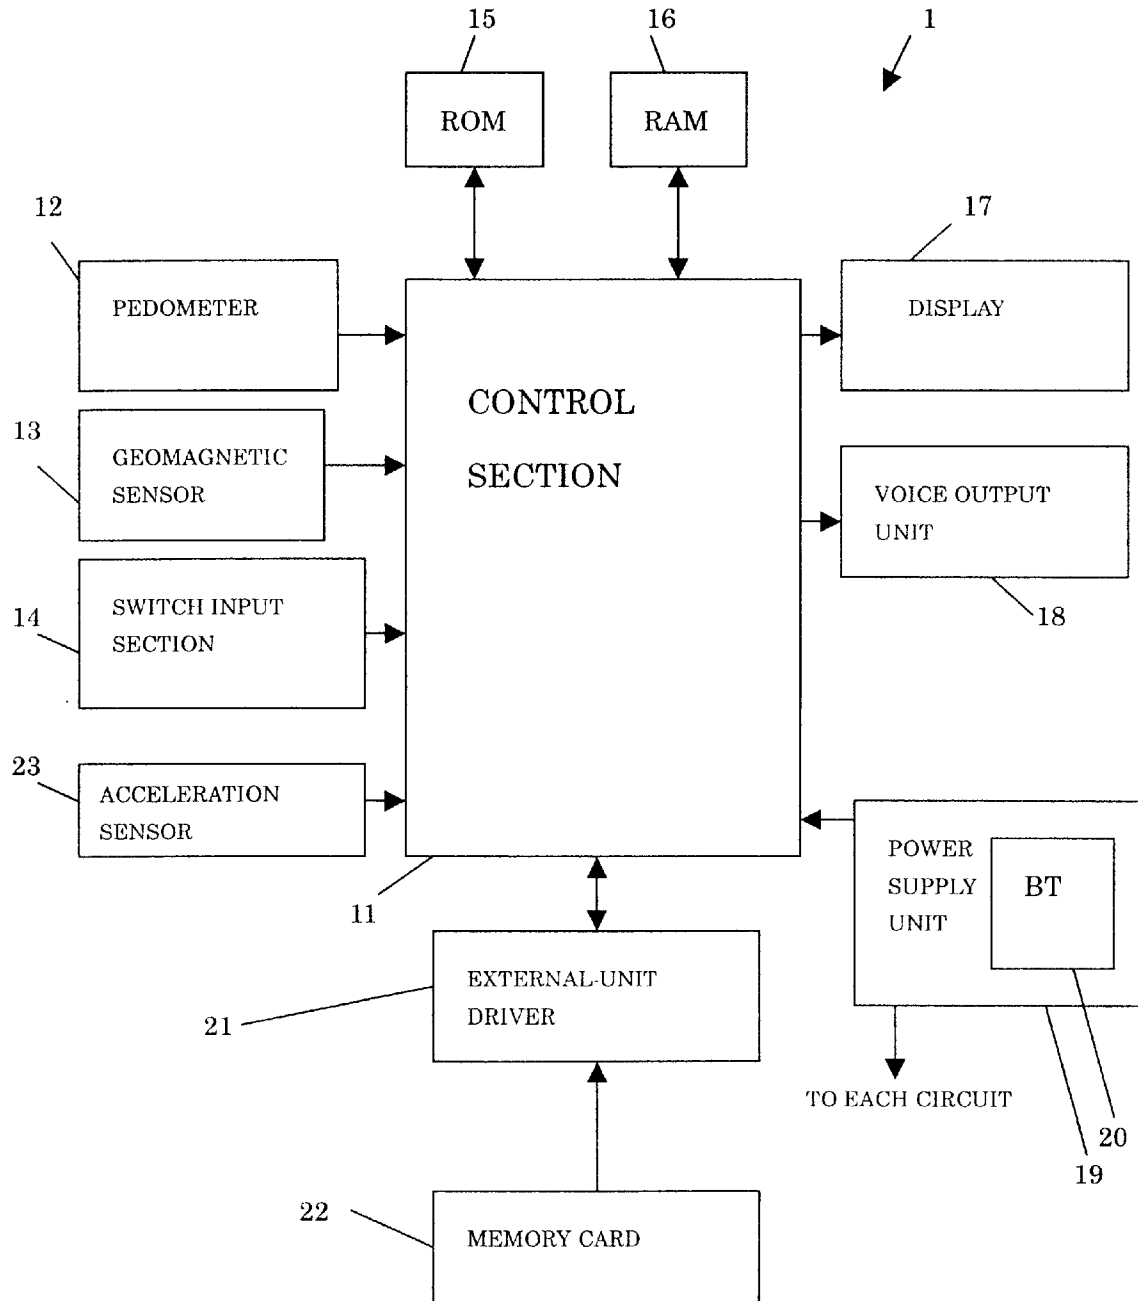 15
16
1
ROM
RAM
12
17
PEDOMETER
DISPLAY
CONTROL
SECTION
13
GEOMAGNETIC
SENSOR
VOICE OUTPUT
UNIT
14
SWITCH INPUT
SECTION
18
23
ACCELERATION
SENSOR
POWER
SUPPLY
UNIT
BT
11
21
EXTERNAL-UNIT
DRIVER
TO EACH CIRCUIT
20
19
22
MEMORY CARD